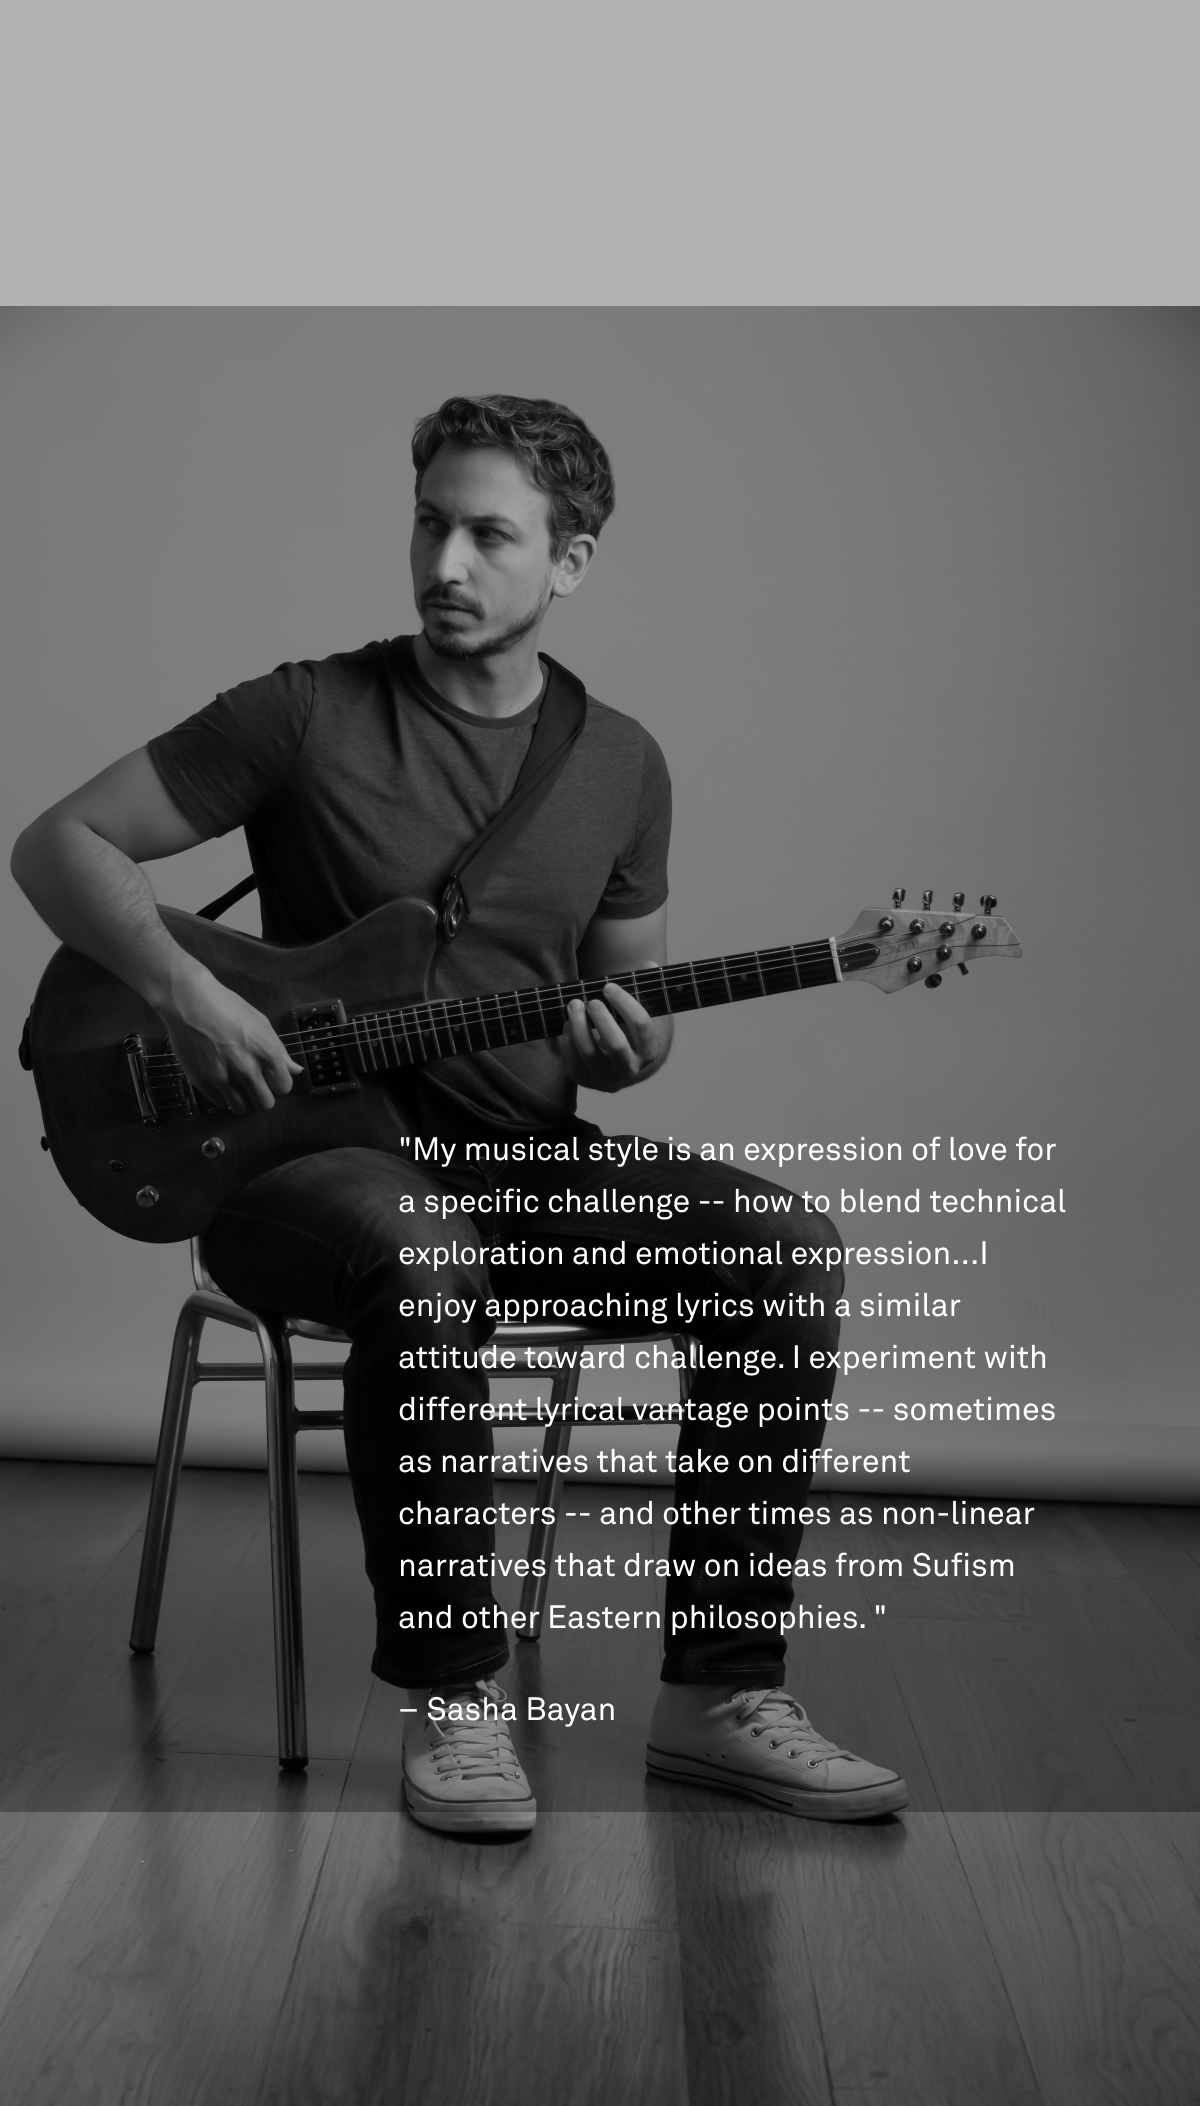 "My musical style is an expression of love for
a specific challenge -- how to blend technical
exploration and emotional expression...I
enjoy approaching lyrics with a similar
attitude toward challenge. I experiment with
different lyrical vantage points -- sometimes
as narratives that take on different
characters -- and other times as non-linear
narratives that draw on ideas from Sufism
and other Eastern philosophies. "
– Sasha Bayan